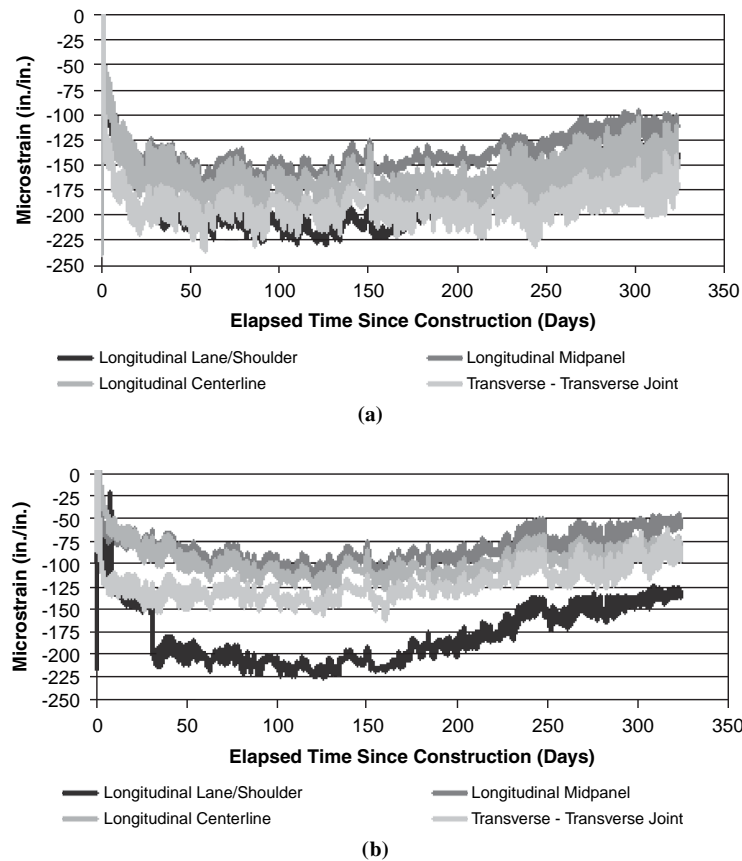 0
-25
-50
-75
-100
-125
-150
-175
-200
-225
-250
Microstrain (in./in.)
0 50 100 150 200 250 300 350
Elapsed Time Since Construction (Days)
Longitudinal Lane/Shoulder Longitudinal Midpanel
Longitudinal Centerline Transverse - Transverse Joint
(a)
0
-25
-50
-75
-100
-125
-150
-175
-200
-225
-250
Microstrain (in./in.)
0 50 100 150 200 250 300 350
Elapsed Time Since Construction (Days)
Longitudinal Lane/Shoulder Longitudinal Midpanel
Longitudinal Centerline Transverse - Transverse Joint
(b)